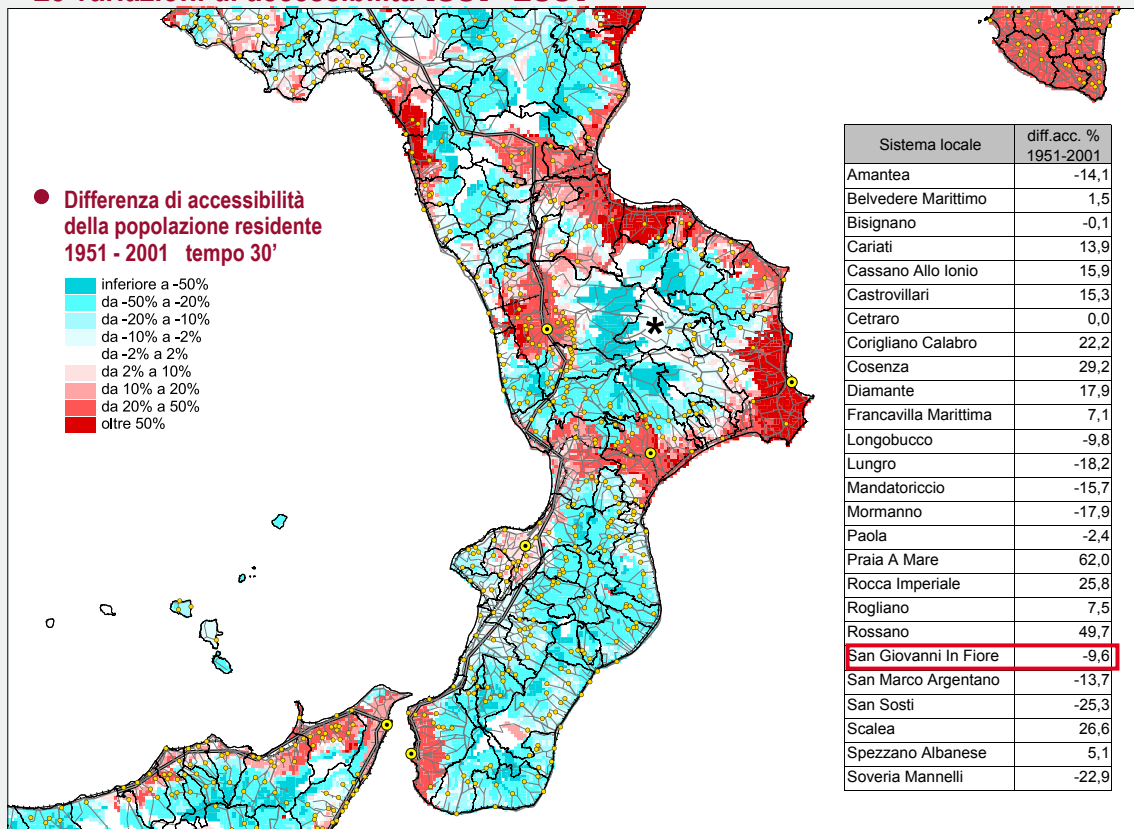 Le variazioni di accessibilità 1951 - 2001
Differenza di accessibilità
della popolazione residente
1951 - 2001 tempo 30'
inferiore a -50%
da -50% a -20%
da -20% a -10%
da -10% a -2%
da -2% a 2%
da 2% a 10%
da 10% a 20%
da 20% a 50%
oltre 50%
*
Sistema locale diff.acc. %
1951-2001
Amantea -14,1
Belvedere Marittimo 1,5
Bisignano -0,1
Cariati 13,9
Cassano Allo Ionio 15,9
Castrovillari 15,3
Cetraro 0,0
Corigliano Calabro 22,2
Cosenza 29,2
Diamante 17,9
Francavilla Marittima 7,1
Longobucco -9,8
Lungro -18,2
Mandatoriccio -15,7
Mormanno -17,9
Paola -2,4
Praia A Mare 62,0
Rocca Imperiale 25,8
Rogliano 7,5
Rossano 49,7
San Giovanni In Fiore -9,6
San Marco Argentano -13,7
San Sosti -25,3
Scalea 26,6
Spezzano Albanese 5,1
Soveria Mannelli -22,9